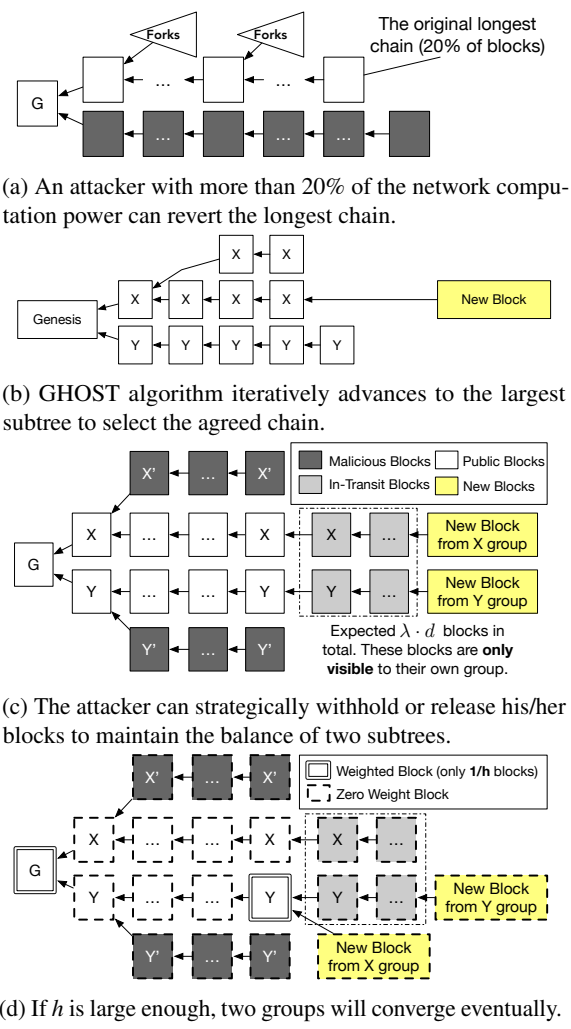 Forks
Forks
The original longest
chain (20% of blocks)
...
...
G
...
...
...
(a) An attacker with more than 20% of the network compu-
tation power can revert the longest chain.
X X
X X X X New Block
Genesis
Y Y Y Y Y
(b) GHOST algorithm iteratively advances to the largest
subtree to select the agreed chain.
X' ... X'
Malicious Blocks Public Blocks
In-Transit Blocks New Blocks
X ... ... X X ... New Block
from X group
G
Y ... ... Y Y ... New Block
from Y group
Y' ... Y'
Expected λ · d blocks in
total. These blocks are only
visible to their own group.
(c) The attacker can strategically withhold or release his/her
blocks to maintain the balance of two subtrees.
X' ... X'
Weighted Block (only 1/h blocks)
Zero Weight Block
X ... ... X X ...
G
Y ... ... Y Y ... New Block
from Y group
Y' ... Y' New Block
from X group
(d) If h is large enough, two groups will converge eventually.